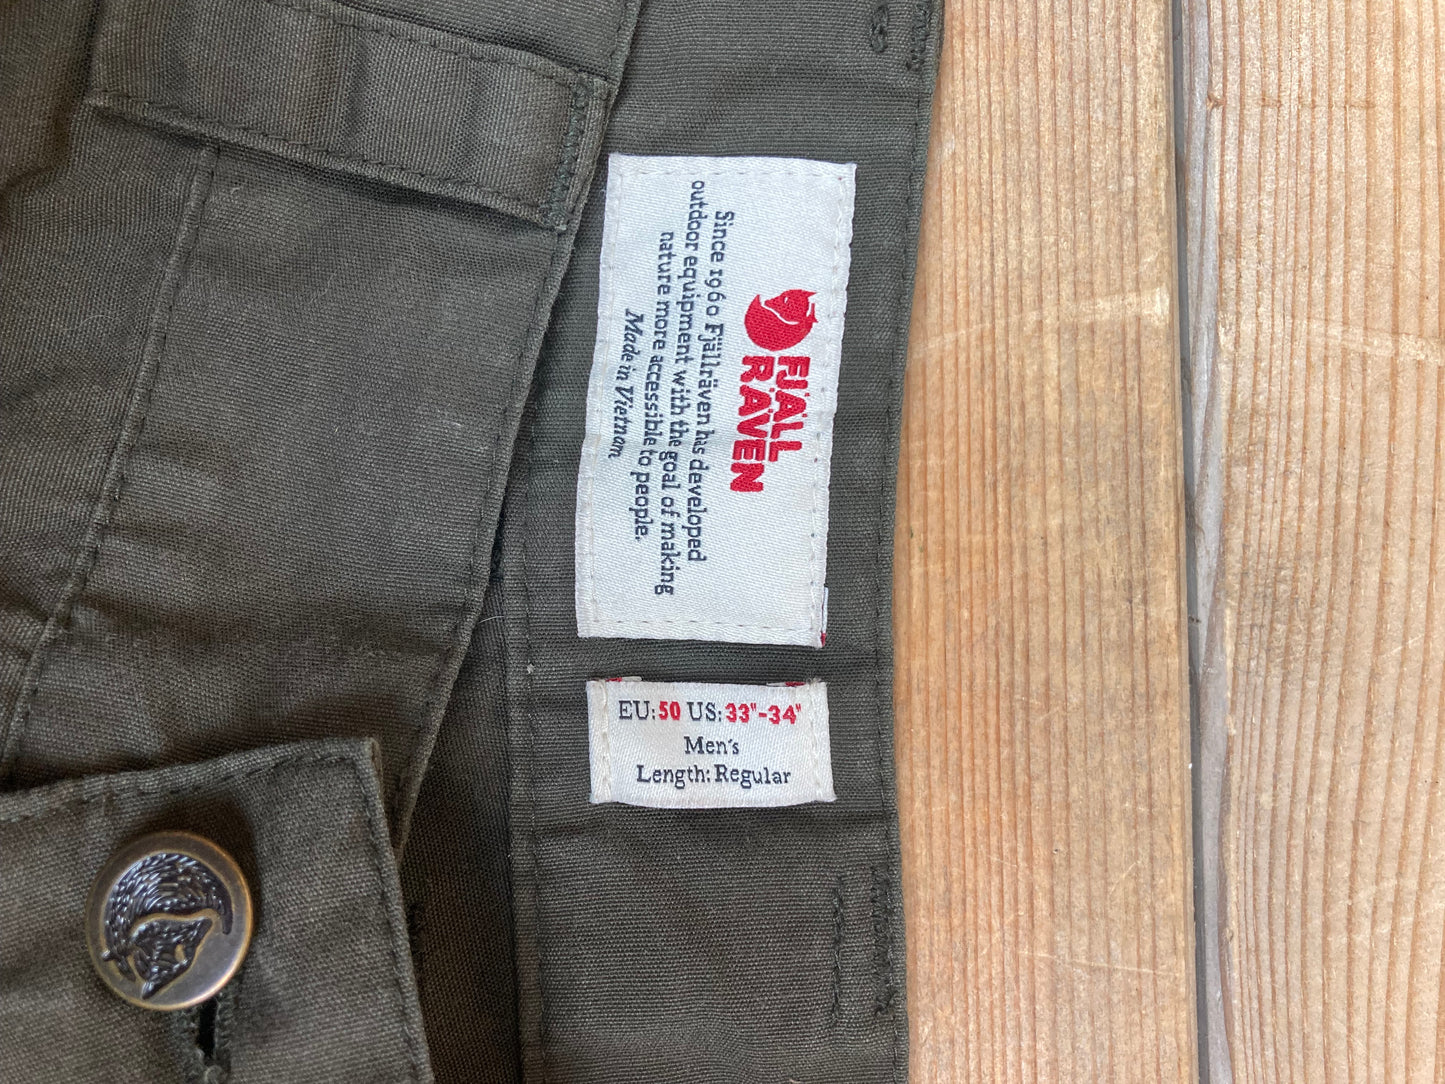 FJÄLL
RÄVEN
Since 1960 Fjällräven has developed
outdoor equipment with the goal of making
nature more accessible to people.
Made in Vietnam
EU: 50 US: 33"-34"
Men's
Length: Regular